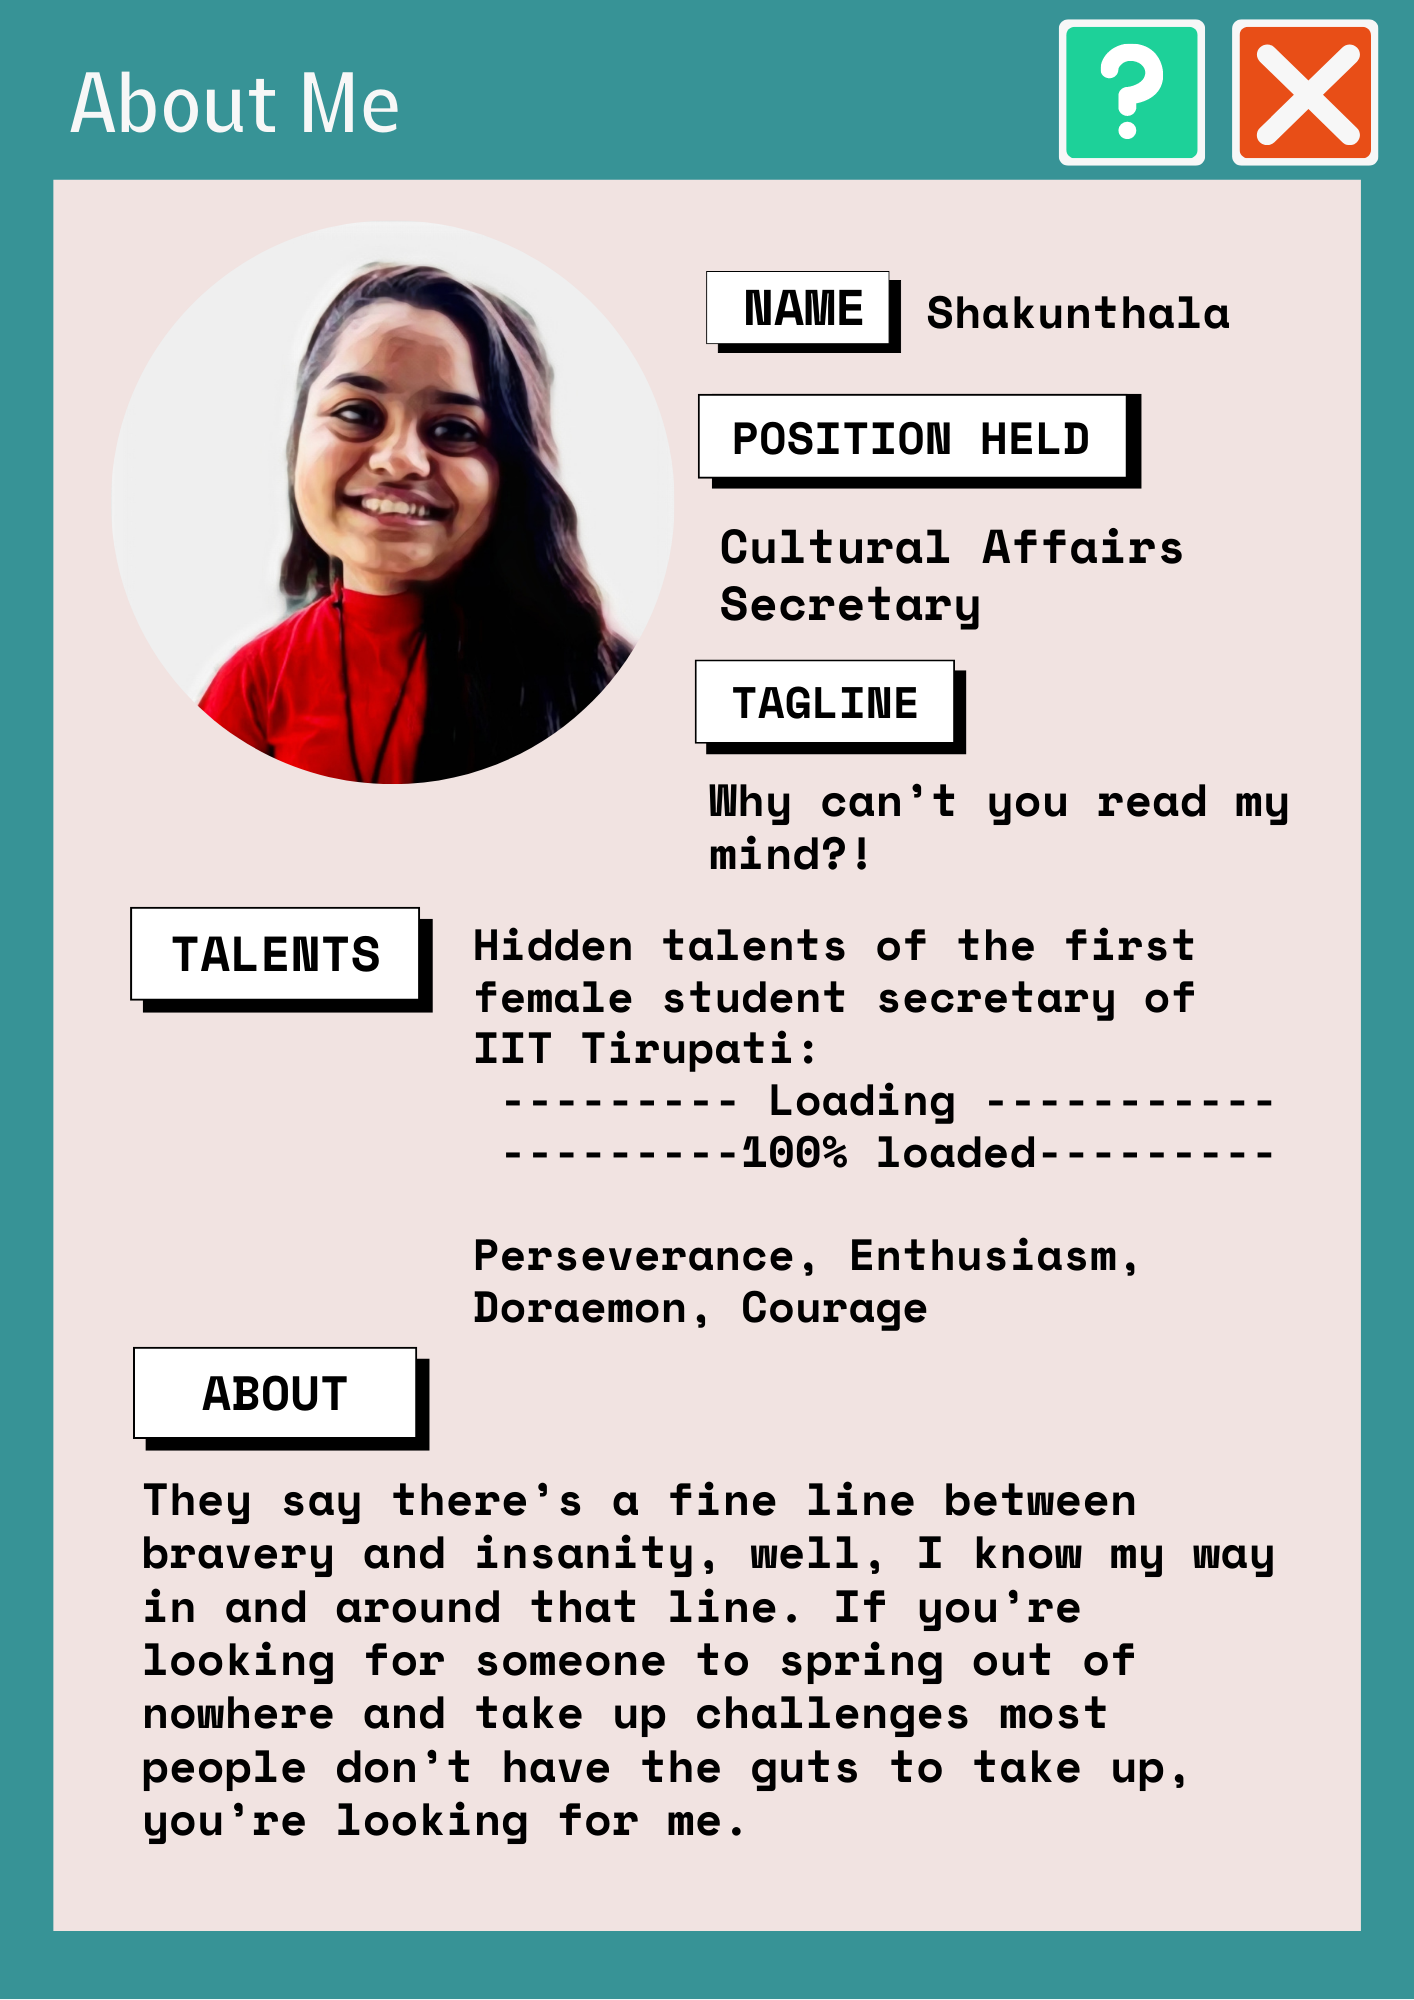 About Me
?
NAME Shakunthala
POSITION HELD
Cultural Affairs
Secretary
TAGLINE
Why can’t you read my
mind?!
TALENTS
Hidden talents of the first
female student secretary of
IIT Tirupati:
--------- Loading -----------
---------100% loaded---------
Perseverance, Enthusiasm,
Doraemon, Courage
ABOUT
They say there’s a fine line between
bravery and insanity, well, I know my way
in and around that line. If you’re
looking for someone to spring out of
nowhere and take up challenges most
people don’t have the guts to take up,
you’re looking for me.